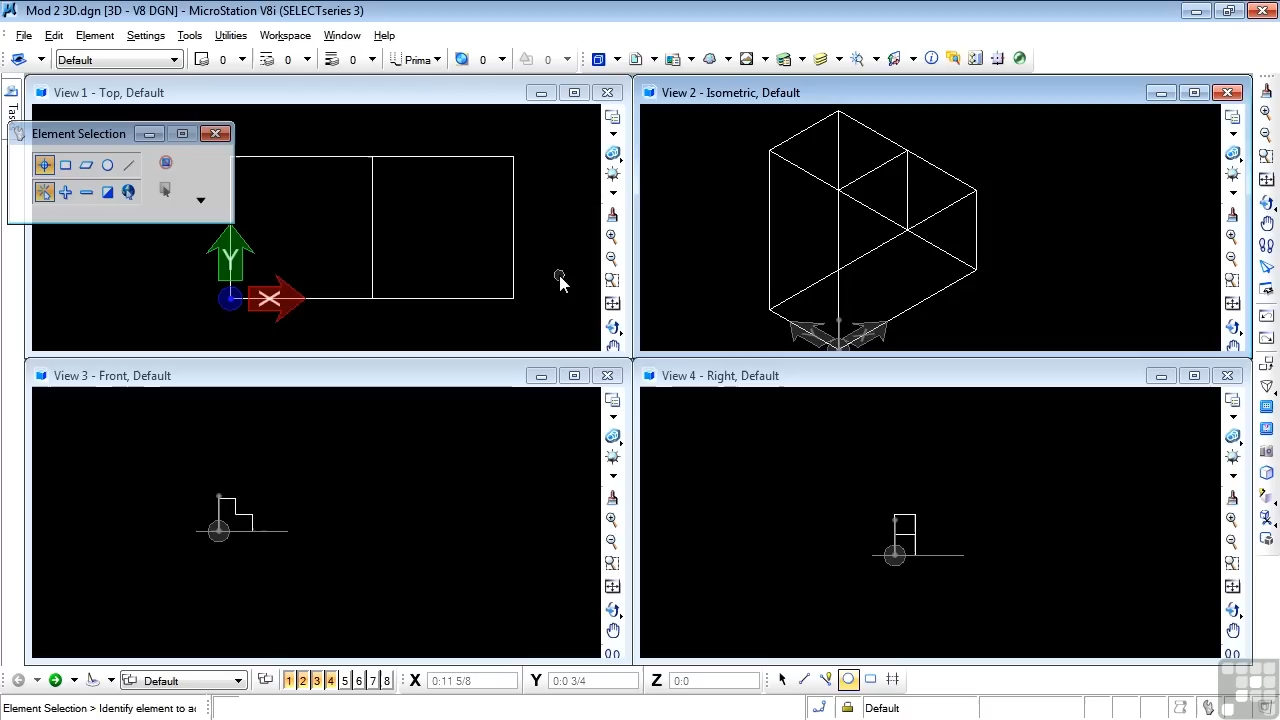 Mod 2 3D.dgn [3D - V8 DGN] - MicroStation V8i (SELECTseries 3)
File Edit Element Settings Tools Utilities Workspace Window Help
Default 0 0 0 Prima 0 0
View 1 - Top, Default
View 2 - Isometric, Default
Element Selection
Y
X
View 3 - Front, Default
View 4 - Right, Default
Default 1 2 3 4 5 6 7 8 X 0:11 5/8 Y 0:0 3/4 Z 0:0
Element Selection > Identify element to ac Default